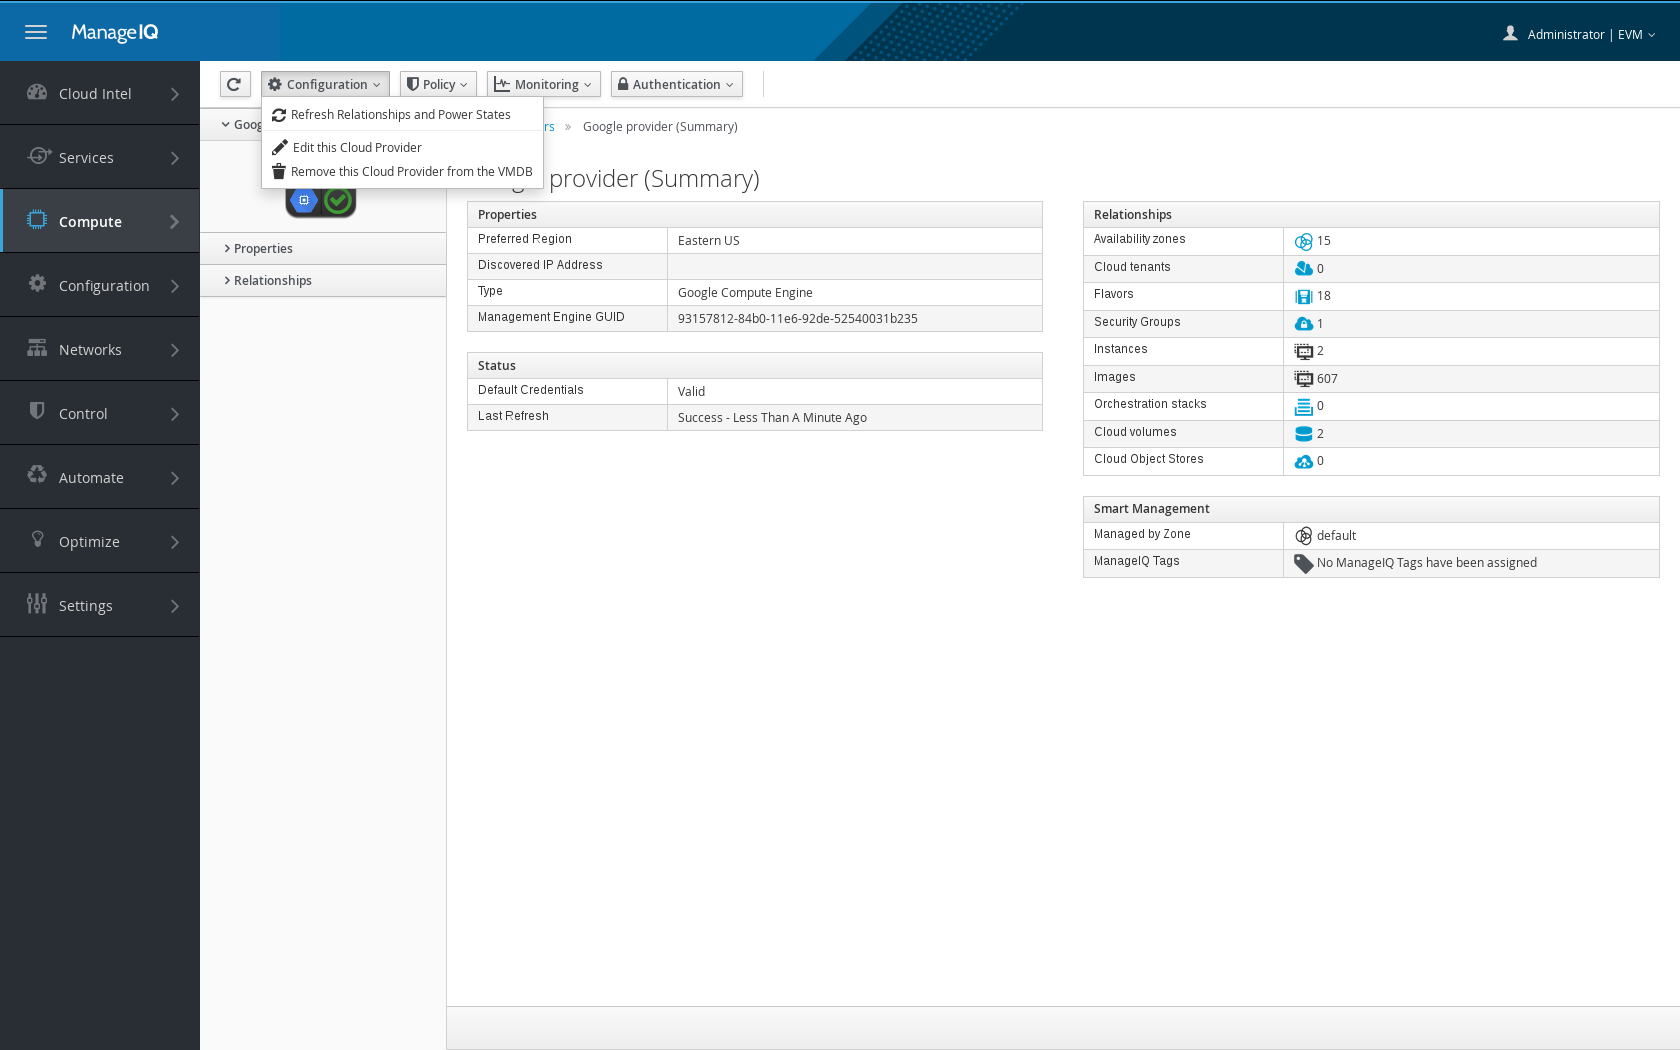 ManageIQ
Administrator | EVM
Cloud Intel
Services
Compute
Configuration
Networks
Control
Automate
Optimize
Settings
Configuration
Policy
Monitoring
Authentication
Refresh Relationships and Power States
Edit this Cloud Provider
Remove this Cloud Provider from the VMDB
Properties
Relationships
» Google provider (Summary)
provider (Summary)
Properties
Preferred Region Eastern US
Discovered IP Address
Type Google Compute Engine
Management Engine GUID 93157812-84b0-11e6-92de-52540031b235
Status
Default Credentials Valid
Last Refresh Success - Less Than A Minute Ago
Relationships
Availability zones 15
Cloud tenants 0
Flavors 18
Security Groups 1
Instances 2
Images 607
Orchestration stacks 0
Cloud volumes 2
Cloud Object Stores 0
Smart Management
Managed by Zone default
ManageIQ Tags No ManageIQ Tags have been assigned